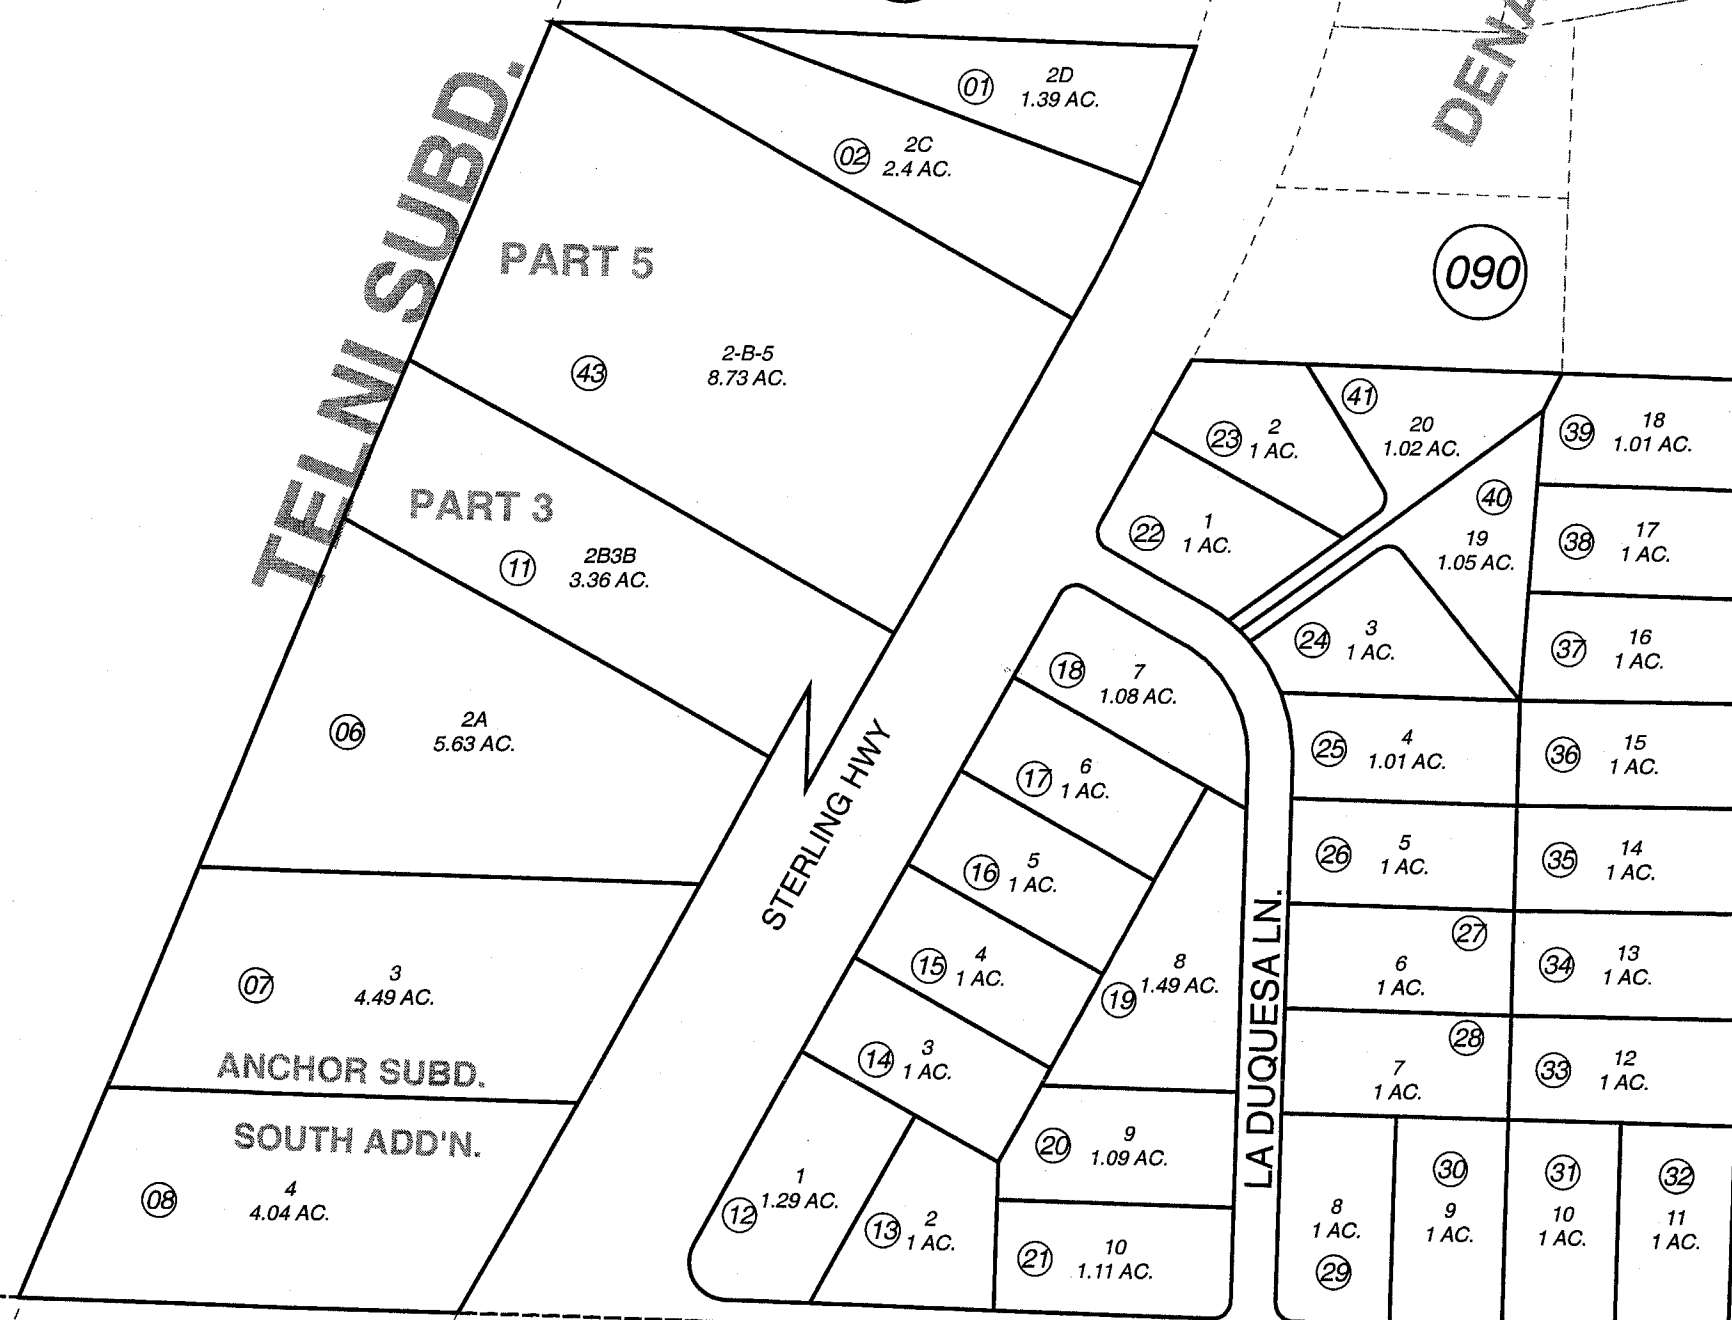 DENA
01
2D
1.39 AC.
02
2C
2.4 AC.
TELNI SUBD.
PART 5
43
2-B-5
8.73 AC.
090
PART 3
11
2B3B
3.36 AC.
06
2A
5.63 AC.
07
3
4.49 AC.
ANCHOR SUBD.
SOUTH ADD'N.
08
4
4.04 AC.
STERLING HWY
23
2
1 AC.
41
20
1.02 AC.
22
1
1 AC.
40
19
1.05 AC.
24
3
1 AC.
39
18
1.01 AC.
38
17
1 AC.
37
16
1 AC.
18
7
1.08 AC.
17
6
1 AC.
16
5
1 AC.
15
4
1 AC.
14
3
1 AC.
19
8
1.49 AC.
20
9
1.09 AC.
12
1
1.29 AC.
13
2
1 AC.
21
10
1.11 AC.
LA DUQUESA LN.
25
4
1.01 AC.
36
15
1 AC.
26
5
1 AC.
35
14
1 AC.
27
6
1 AC.
34
13
1 AC.
28
7
1 AC.
33
12
1 AC.
8
1 AC.
29
30
9
1 AC.
31
10
1 AC.
32
11
1 AC.